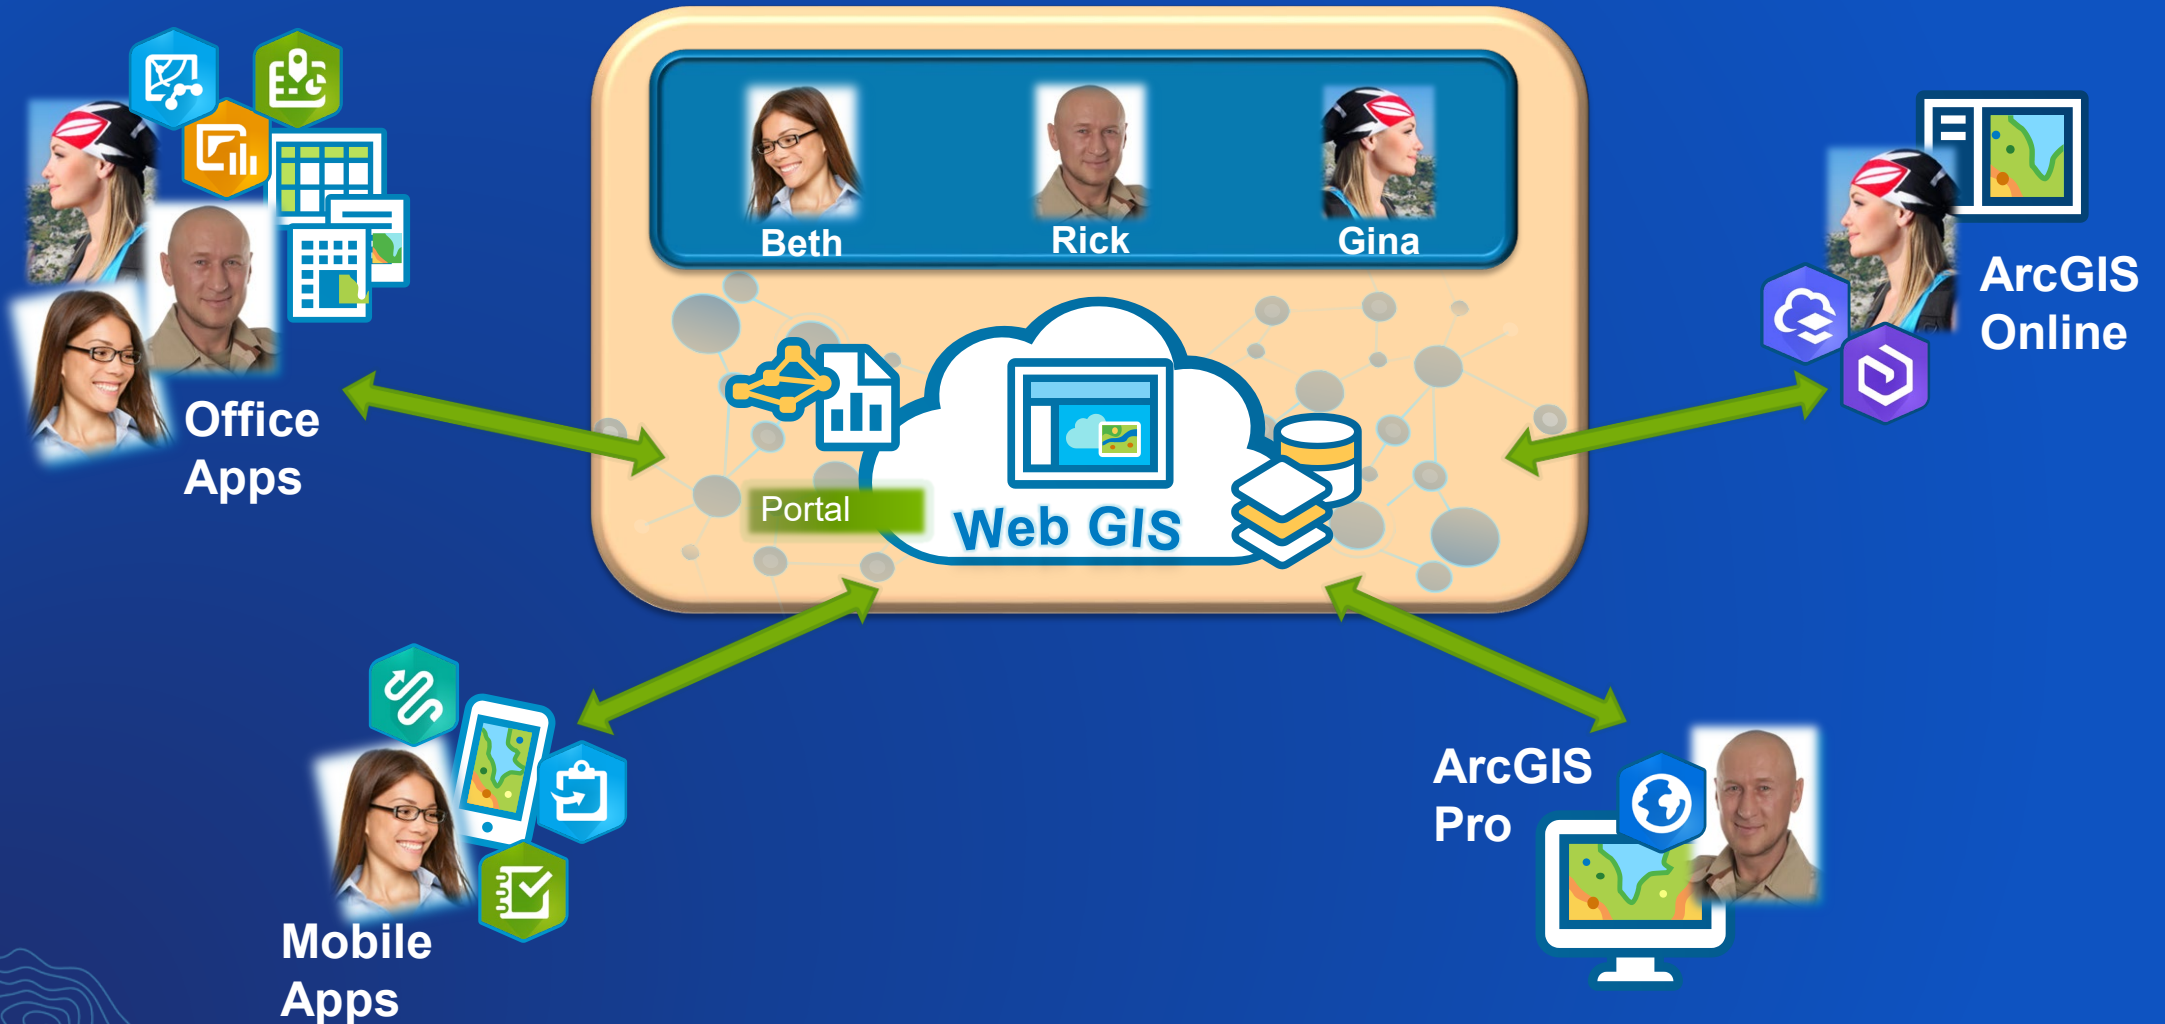 Beth
Rick
Gina
ArcGIS
Online
Office
Apps
Portal
Web GIS
ArcGIS
Pro
Mobile
Apps